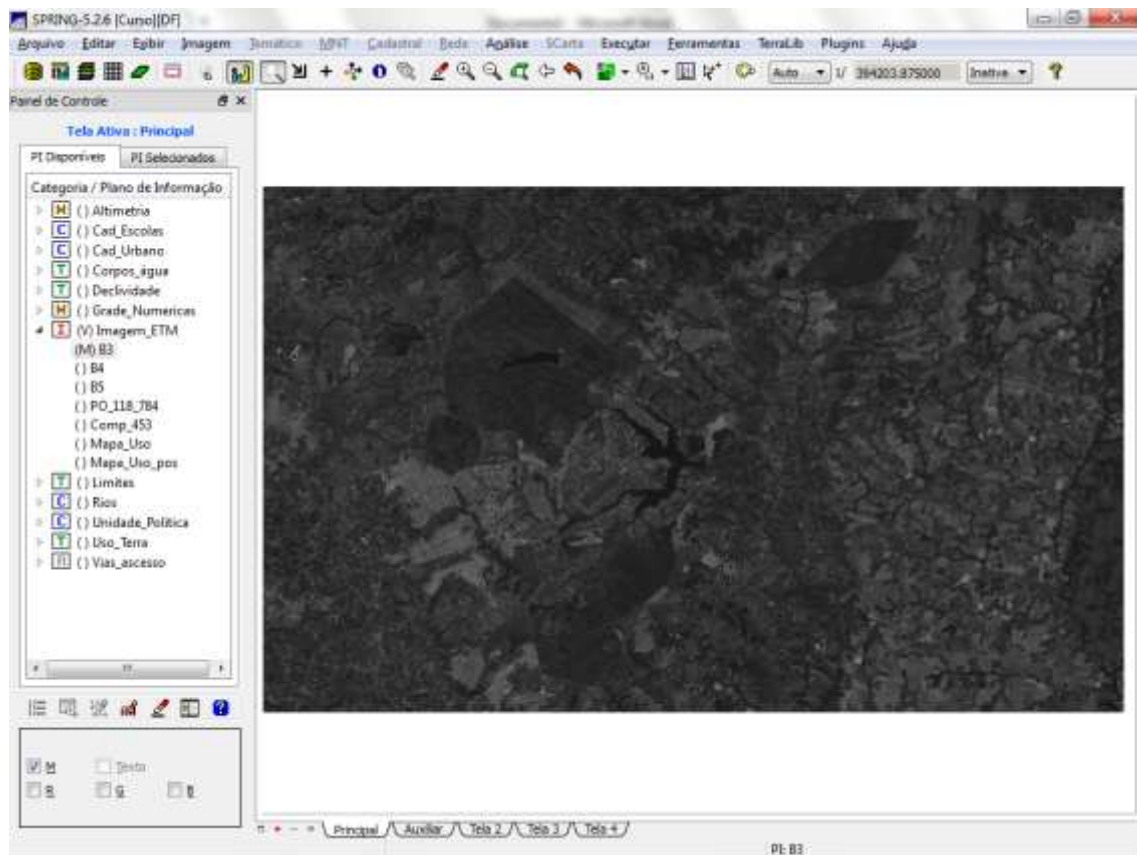 SPRING-5.2.6 [Curso][DF]
Arquivo Editar Exibir Imagem Temático MNT Cadastral Rede Análise SCarta Executar Ferramentas TerraLib Plugins Ajuda
Auto 1/ 394203.875000 Inativa
Painel de Controle
Tela Ativa : Principal
PI Disponíveis PI Selecionados
Categoria / Plano de Informação
M ( ) Altimetria
C ( ) Cad_Escolas
C ( ) Cad_Urbano
T ( ) Corpos_água
T ( ) Declividade
M ( ) Grade_Numericas
I (V) Imagem_ETM
(M) B3
( ) B4
( ) B5
( ) PO_118_784
( ) Comp_453
( ) Mapa_Uso
( ) Mapa_Uso_pos
T ( ) Limites
C ( ) Rios
C ( ) Unidade_Política
T ( ) Uso_Terra
( ) Vias_ascesso
M Texto
R G B
Principal Auxiliar Tela 2 Tela 3 Tela 4
PI: B3